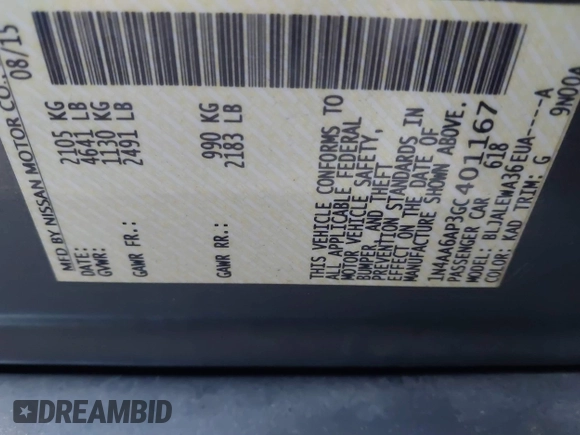 MFD BY NISSAN MOTOR CO.,
DATE: 08/15
GVWR: 2105 KG
4641 LB
GAWR FR.: 1130 KG
2491 LB
GAWR RR.: 990 KG
2183 LB
THIS VEHICLE CONFORMS TO
ALL APPLICABLE FEDERAL
MOTOR VEHICLE SAFETY,
BUMPER, AND THEFT
PREVENTION STANDARDS IN
EFFECT ON THE DATE OF
MANUFACTURE SHOWN ABOVE.
1N4AA6AP3GC401167
PASSENGER CAR 618
MODEL: BLJALEWA36EUA----A
COLOR: KAD TRIM: G 9N00A
DREAMBID